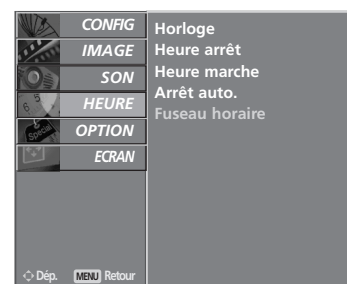 CONFIG
IMAGE
SON
HEURE
OPTION
ECRAN
Horloge
Heure arrêt
Heure marche
Arrêt auto.
Fuseau horaire
Dép. MENU Retour